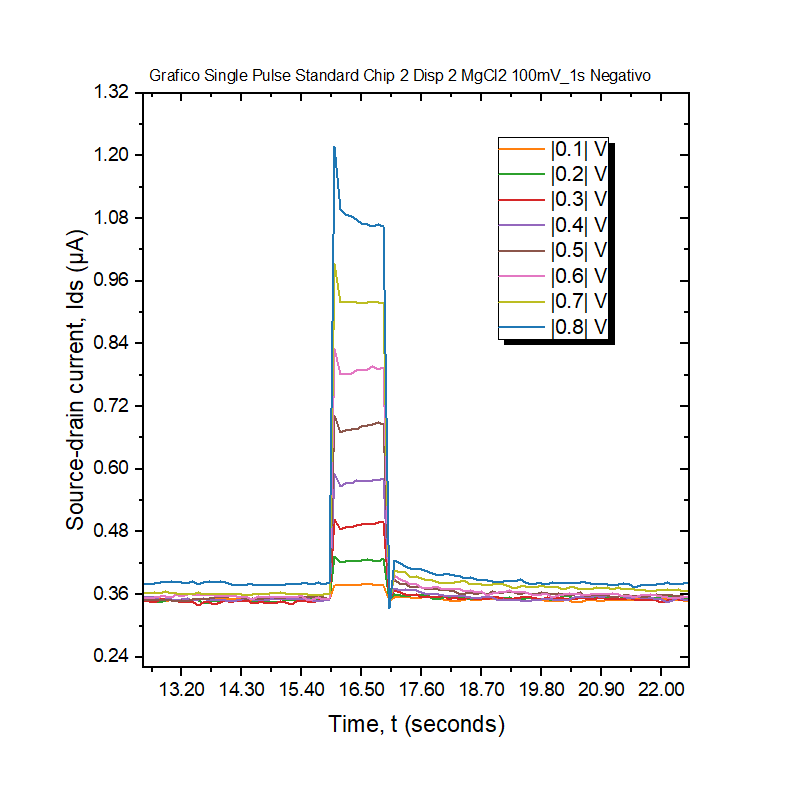 Grafico Single Pulse Standard Chip 2 Disp 2 MgCl2 100mV_1s Negativo
1.32
1.20
1.08
0.96
0.84
0.72
0.60
0.48
0.36
0.24
Source-drain current, Ids (µA)
|0.1| V
|0.2| V
|0.3| V
|0.4| V
|0.5| V
|0.6| V
|0.7| V
|0.8| V
13.20 14.30 15.40 16.50 17.60 18.70 19.80 20.90 22.00
Time, t (seconds)